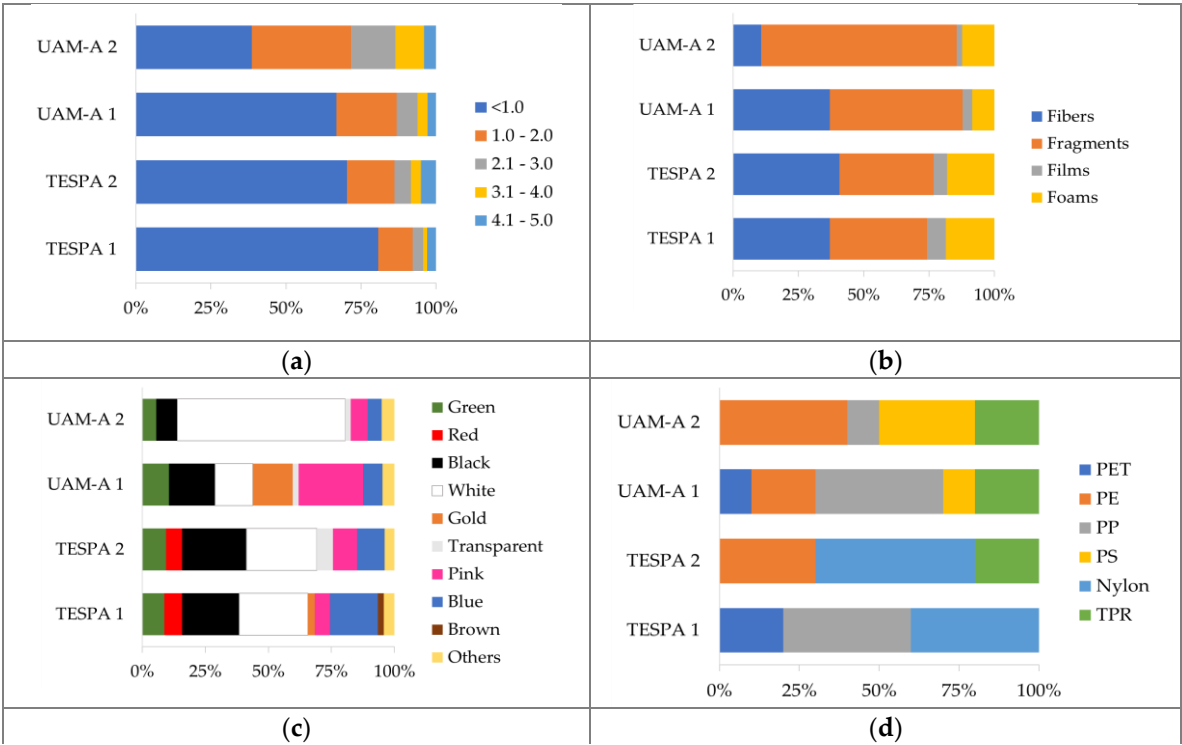 UAM-A 2
UAM-A 1
TESPA 2
TESPA 1
0% 25% 50% 75% 100%
<1.0
1.0 - 2.0
2.1 - 3.0
3.1 - 4.0
4.1 - 5.0
(a)
UAM-A 2
UAM-A 1
TESPA 2
TESPA 1
0% 25% 50% 75% 100%
Fibers
Fragments
Films
Foams
(b)
UAM-A 2
UAM-A 1
TESPA 2
TESPA 1
0% 25% 50% 75% 100%
Green
Red
Black
White
Gold
Transparent
Pink
Blue
Brown
Others
(c)
UAM-A 2
UAM-A 1
TESPA 2
TESPA 1
0% 25% 50% 75% 100%
PET
PE
PP
PS
Nylon
TPR
(d)